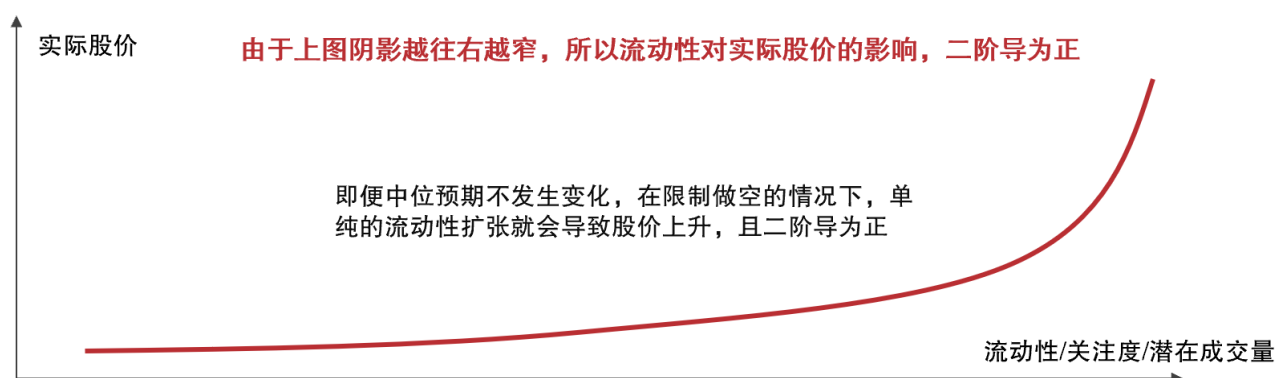 实际股价
由于上图阴影越往右越窄，所以流动性对实际股价的影响，二阶导为正
即便中位预期不发生变化，在限制做空的情况下，单
纯的流动性扩张就会导致股价上升，且二阶导为正
流动性/关注度/潜在成交量